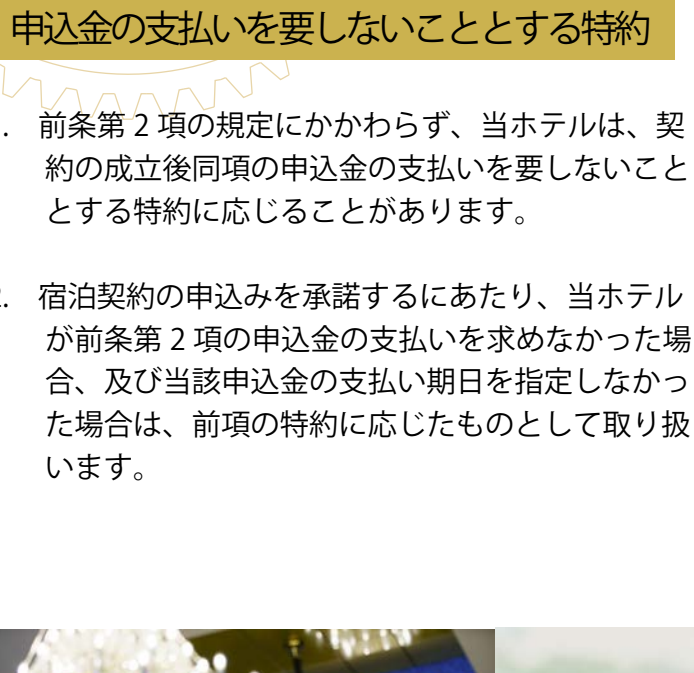 申込金の支払いを要しないこととする特約
. 前条第 2 項の規定にかかわらず、当ホテルは、契
約の成立後同項の申込金の支払いを要しないこと
とする特約に応じることがあります。
2. 宿泊契約の申込みを承諾するにあたり、当ホテル
が前条第 2 項の申込金の支払いを求めなかった場
合、及び当該申込金の支払い期日を指定しなかっ
た場合は、前項の特約に応じたものとして取り扱
います。